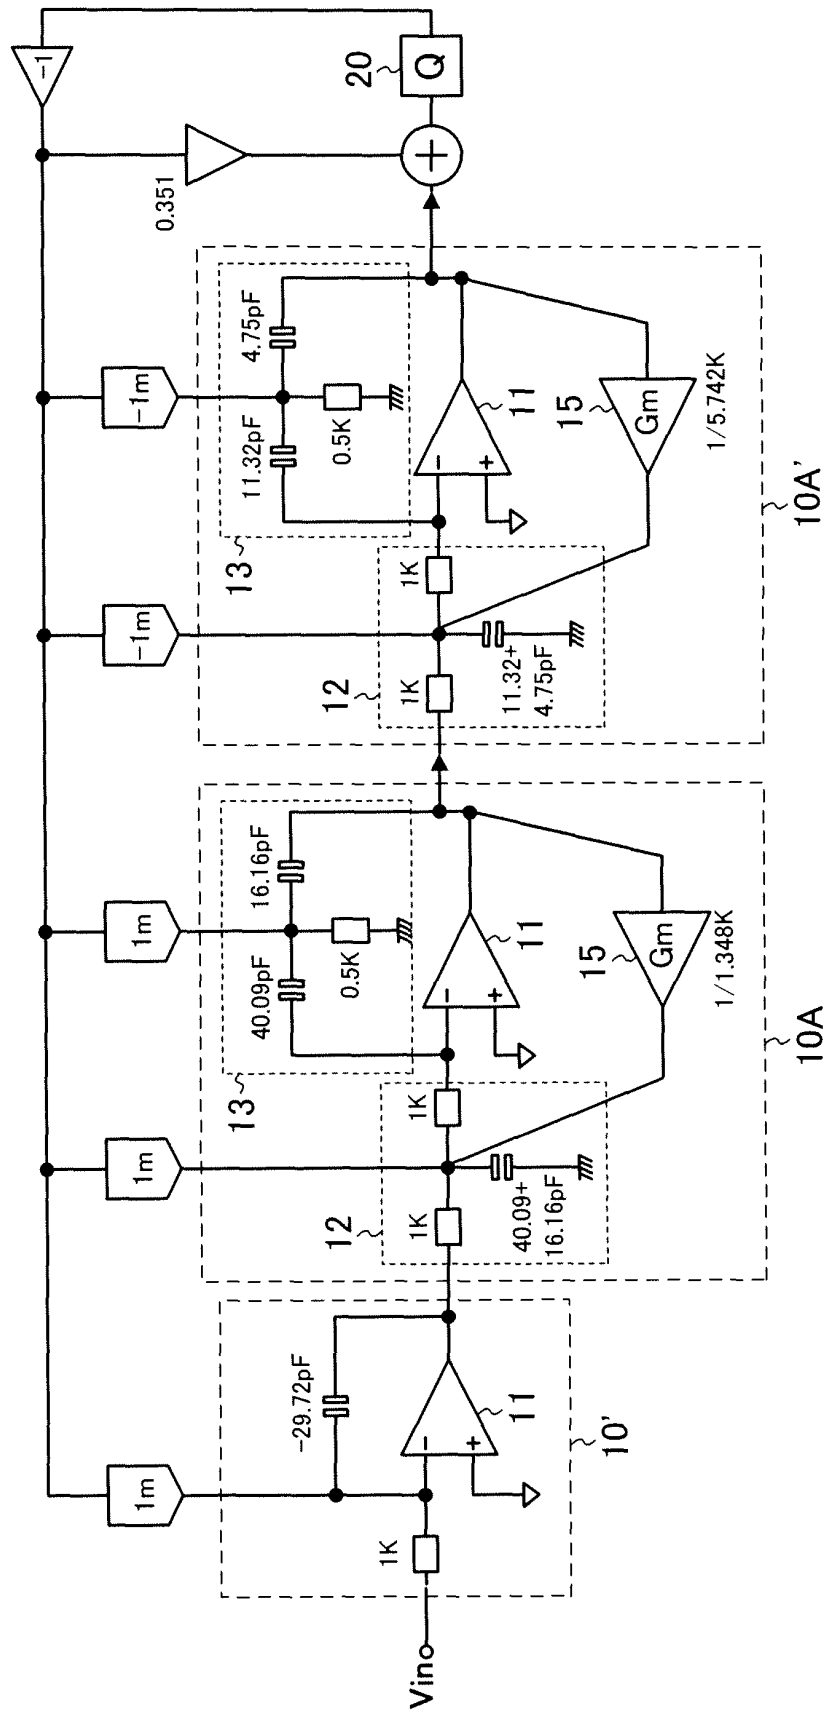 -1
1m
1m
1m
-1m
-1m
0.351
13
40.09pF
16.16pF
13
11.32pF
4.75pF
-29.72pF
0.5K
0.5K
12
12
20
1K
1K
1K
1K
1K
Vin
Q
-
+
11
-
+
11
-
+
11
+
40.09+
16.16pF
11.32+
4.75pF
15
Gm
1/1.348K
15
Gm
1/5.742K
10'
10A
10A'